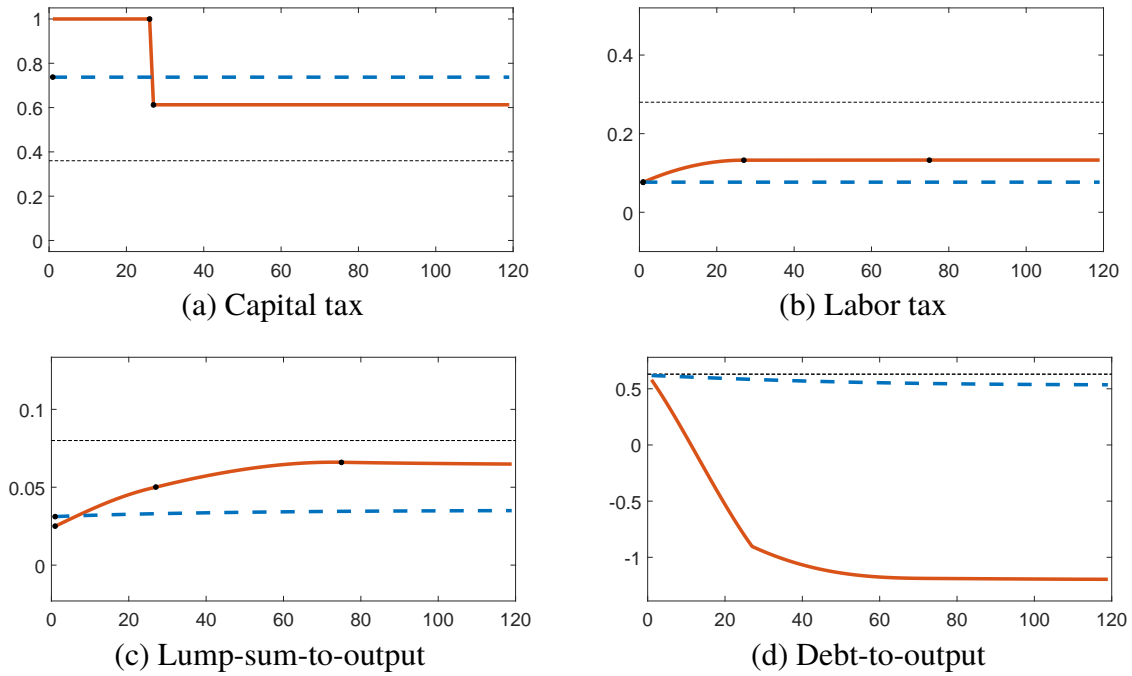 1
0.8
0.6
0.4
0.2
0
0 20 40 60 80 100 120
(a) Capital tax
0.4
0.2
0
0 20 40 60 80 100 120
(b) Labor tax
0.1
0.05
0
0 20 40 60 80 100 120
(c) Lump-sum-to-output
0.5
0
-0.5
-1
0 20 40 60 80 100 120
(d) Debt-to-output